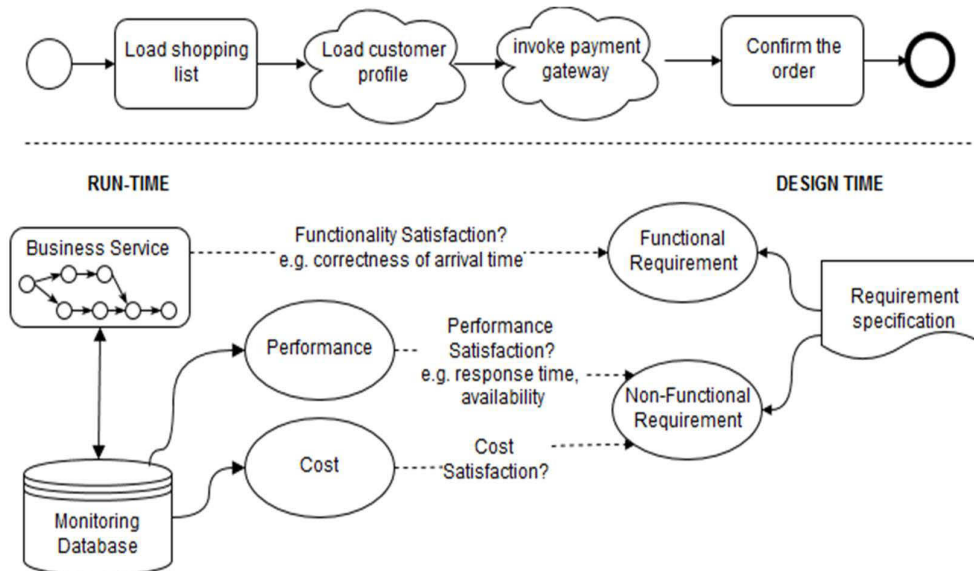 Load shopping
list
Load customer
profile
invoke payment
gateway
Confirm the
order
RUN-TIME
DESIGN TIME
Business Service
Functionality Satisfaction?
e.g. correctness of arrival time
Functional
Requirement
Requirement
specification
Performance
Performance
Satisfaction?
e.g. response time,
availability
Non-Functional
Requirement
Cost
Cost
Satisfaction?
Monitoring
Database